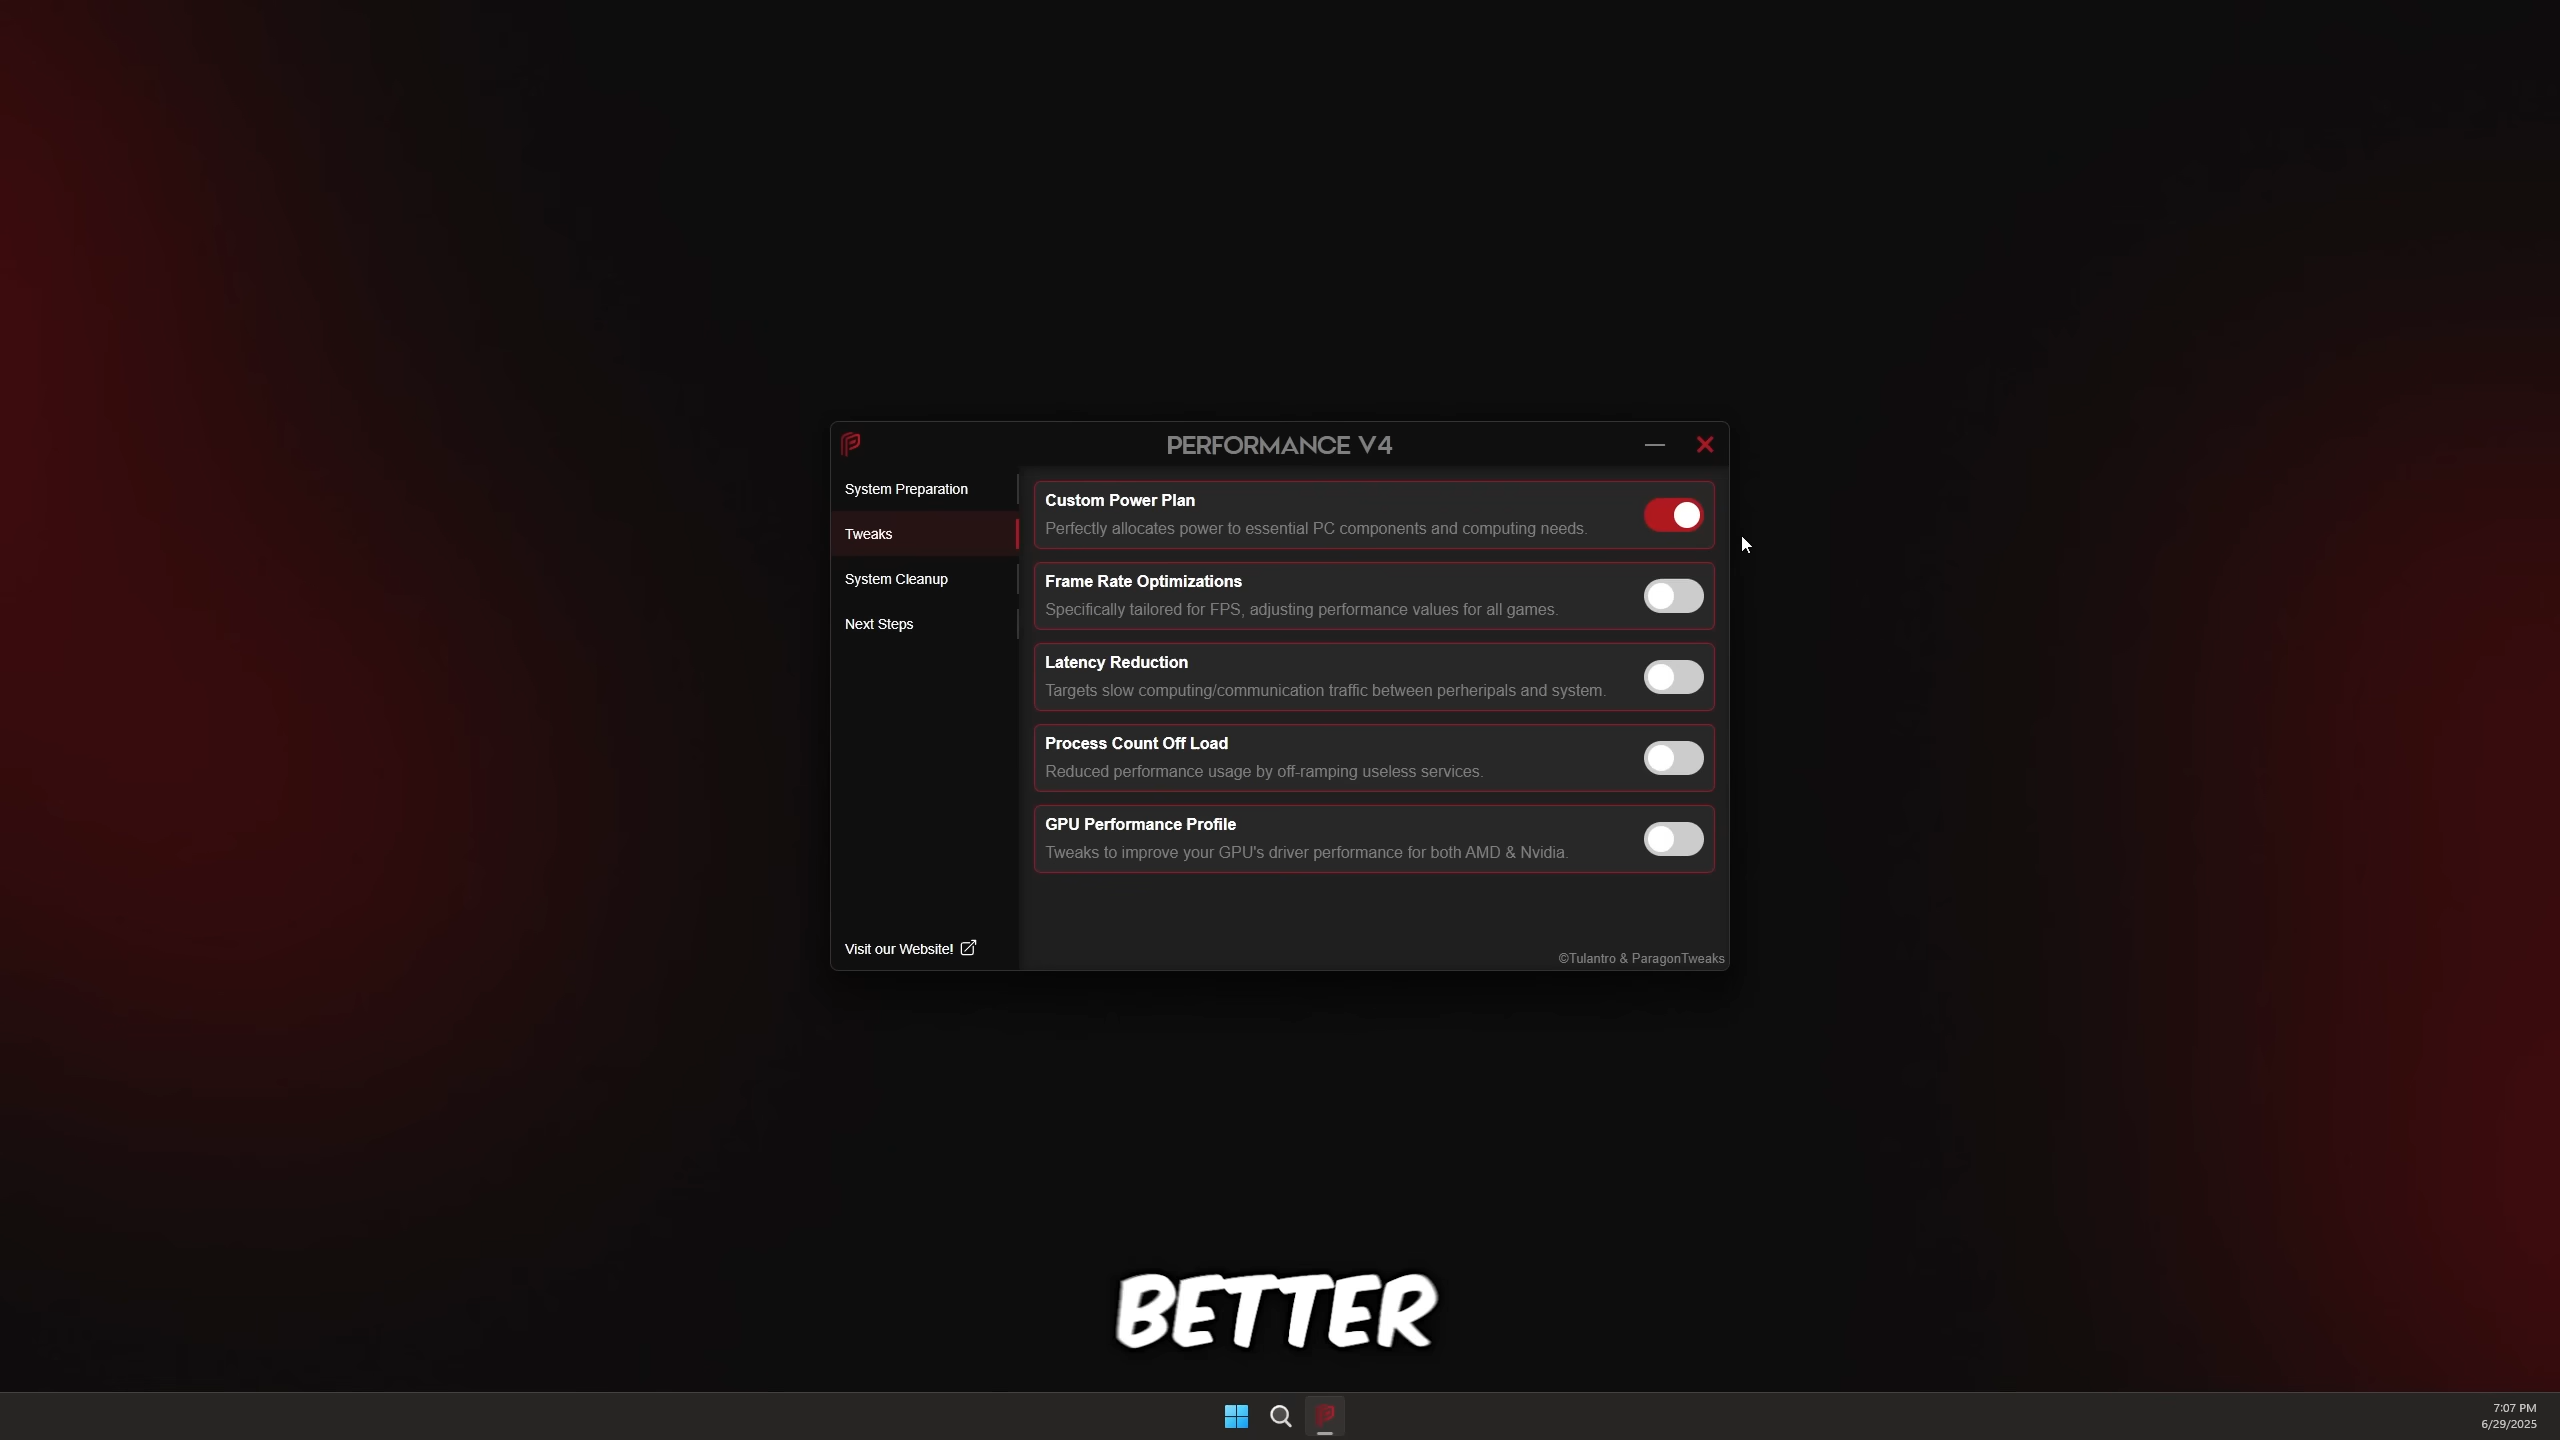 PERFORMANCE V4
System Preparation
Tweaks
System Cleanup
Next Steps
Visit our Website!
Custom Power Plan
Perfectly allocates power to essential PC components and computing needs.
Frame Rate Optimizations
Specifically tailored for FPS, adjusting performance values for all games.
Latency Reduction
Targets slow computing/communication traffic between perheripals and system.
Process Count Off Load
Reduced performance usage by off-ramping useless services.
GPU Performance Profile
Tweaks to improve your GPU's driver performance for both AMD & Nvidia.
©Tulantro & ParagonTweaks
BETTER
7:07 PM
6/29/2025